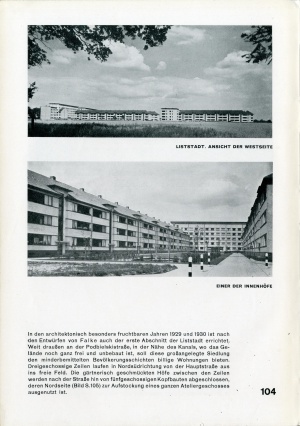 LISTSTADT. ANSICHT DER WESTSEITE
EINER DER INNENHÖFE
In den architektonisch besonders fruchtbaren Jahren 1929 und 1930 ist nach
den Entwürfen von Falke auch der erste Abschnitt der Liststadt errichtet.
Weit draußen an der Podbielskistraße, in der Nähe des Kanals, wo das Ge-
lände noch ganz frei und unbebaut ist, soll diese großangelegte Siedlung
den minderbemittelten Bevölkerungsschichten billige Wohnungen bieten.
Dreigeschossige Zeilen laufen in Nordsüdrichtung von der Hauptstraße aus
ins freie Feld. Die gärtnerisch geschmückten Höfe zwischen den Zeilen
werden nach der Straße hin von fünfgeschossigen Kopfbauten abgeschlossen,
deren Nordseite (Bild S.105) zur Aufstockung eines ganzen Ateliergeschosses
ausgenutzt ist.
104